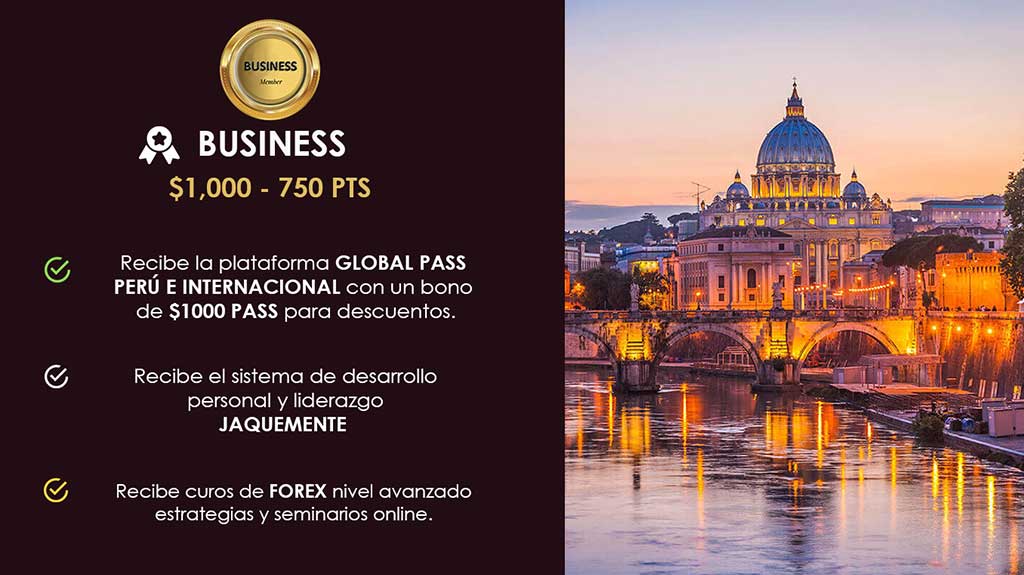 BUSINESS
Member
BUSINESS
$1,000 - 750 PTS
Recibe la plataforma GLOBAL PASS
PERÚ E INTERNACIONAL con un bono
de $1000 PASS para descuentos.
Recibe el sistema de desarrollo
personal y liderazgo
JAQUEMENTE
Recibe curos de FOREX nivel avanzado
estrategias y seminarios online.